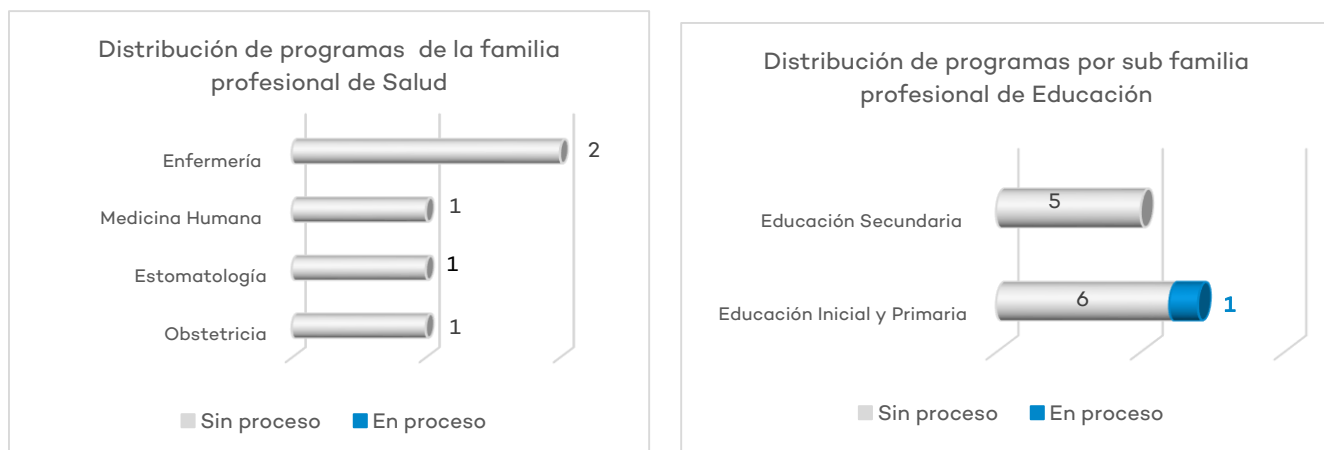 Distribución de programas de la familia
profesional de Salud
Enfermería
2
Medicina Humana
1
Estomatología
1
Obstetricia
1
Sin proceso
En proceso
Distribución de programas por sub familia
profesional de Educación
Educación Secundaria
5
Educación Inicial y Primaria
6
1
Sin proceso
En proceso